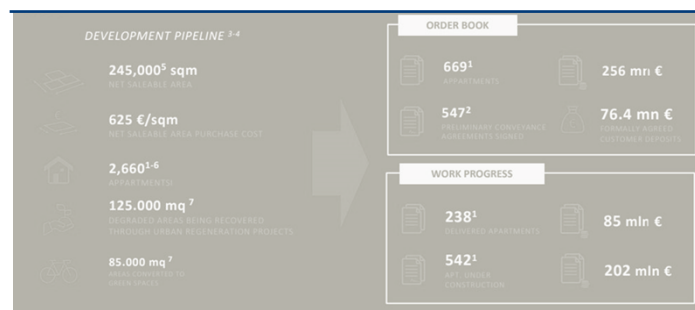 DEVELOPMENT PIPELINE 3-4
245,0005 sqm
NET SALEABLE AREA
625 €/sqm
NET SALEABLE AREA PURCHASE COST
2,6601-6
APPARTMENTSI
125.000 mq 7
DEGRADED AREAS BEING RECOVERED
THROUGH URBAN REGENERATION PROJECTS
85.000 mq 7
AREAS CONVERTED TO
GREEN SPACES
ORDER BOOK
6691
APPARTMENTS
256 mn €
5472
PRELIMINARY CONVEYANCE
AGREEMENTS SIGNED
76.4 mn €
FORMALLY AGREED
CUSTOMER DEPOSITS
WORK PROGRESS
2381
DELIVERED APARTMENTS
85 mln €
5421
APT. UNDER
CONSTRUCTION
202 mln €